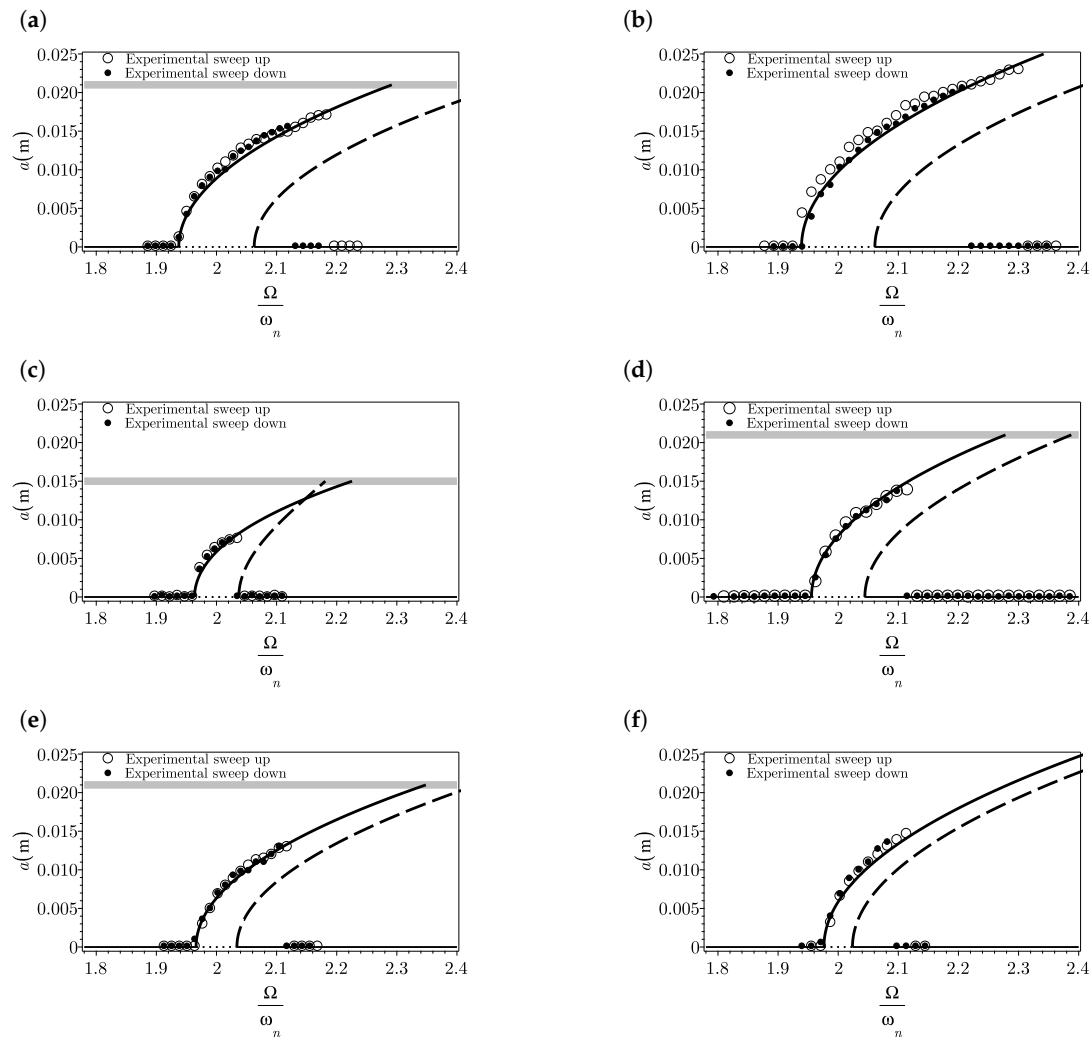 (a)
0.025
0.020
0.015
0.010
0.005
0
a(m)
Experimental sweep up
Experimental sweep down
1.8 1.9 2 2.1 2.2 2.3 2.4
Ω
ω n
(b)
0.025
0.020
0.015
0.010
0.005
0
a(m)
Experimental sweep up
Experimental sweep down
1.8 1.9 2 2.1 2.2 2.3 2.4
Ω
ω n
(c)
0.025
0.020
0.015
0.010
0.005
0
a(m)
Experimental sweep up
Experimental sweep down
1.8 1.9 2 2.1 2.2 2.3 2.4
Ω
ω n
(d)
0.025
0.020
0.015
0.010
0.005
0
a(m)
Experimental sweep up
Experimental sweep down
1.8 1.9 2 2.1 2.2 2.3 2.4
Ω
ω n
(e)
0.025
0.020
0.015
0.010
0.005
0
a(m)
Experimental sweep up
Experimental sweep down
1.8 1.9 2 2.1 2.2 2.3 2.4
Ω
ω n
(f)
0.025
0.020
0.015
0.010
0.005
0
a(m)
Experimental sweep up
Experimental sweep down
1.8 1.9 2 2.1 2.2 2.3 2.4
Ω
ω n